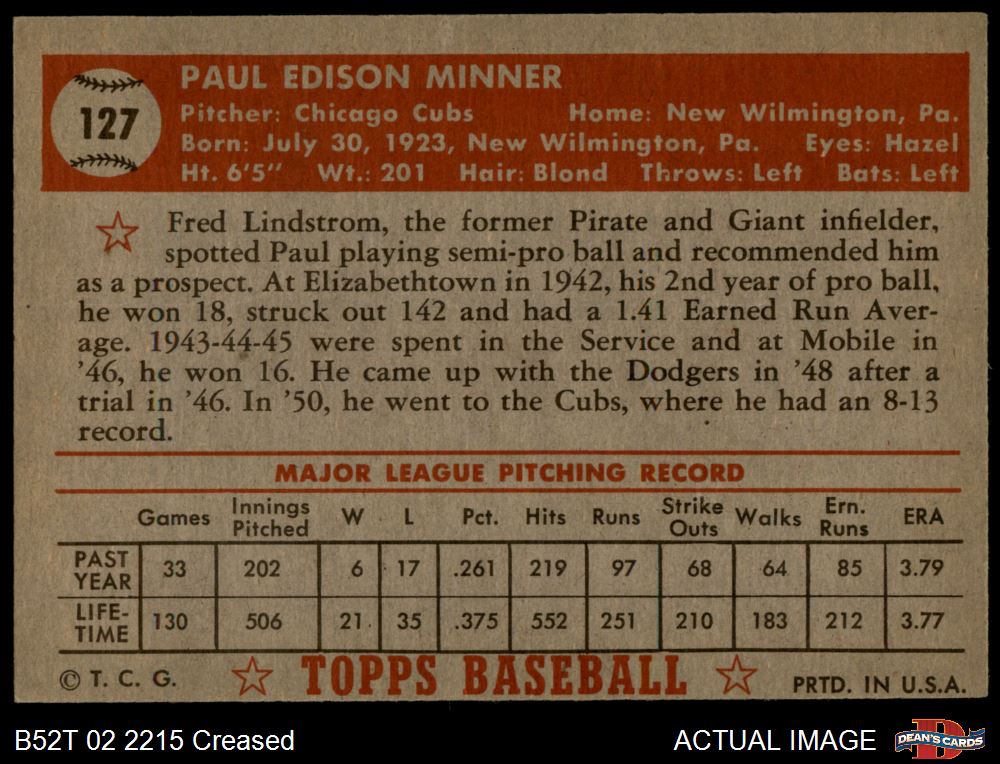 127
PAUL EDISON MINNER
Pitcher: Chicago Cubs Home: New Wilmington, Pa.
Born: July 30, 1923, New Wilmington, Pa. Eyes: Hazel
Ht. 6'5" Wt.: 201 Hair: Blond Throws: Left Bats: Left
Fred Lindstrom, the former Pirate and Giant infielder,
spotted Paul playing semi-pro ball and recommended him
as a prospect. At Elizabethtown in 1942, his 2nd year of pro ball,
he won 18, struck out 142 and had a 1.41 Earned Run Aver-
age. 1943-44-45 were spent in the Service and at Mobile in
'46, he won 16. He came up with the Dodgers in '48 after a
trial in '46. In '50, he went to the Cubs, where he had an 8-13
record.
MAJOR LEAGUE PITCHING RECORD
Games Innings Pitched W L Pct. Hits Runs Strike Outs Walks Ern. Runs ERA
PAST YEAR 33 202 6 17 .261 219 97 68 64 85 3.79
LIFE-TIME 130 506 21 35 .375 552 251 210 183 212 3.77
© T. C. G. TOPPS BASEBALL PRTD. IN U.S.A.
B52T 02 2215 Creased ACTUAL IMAGE D DEAN'S CARDS